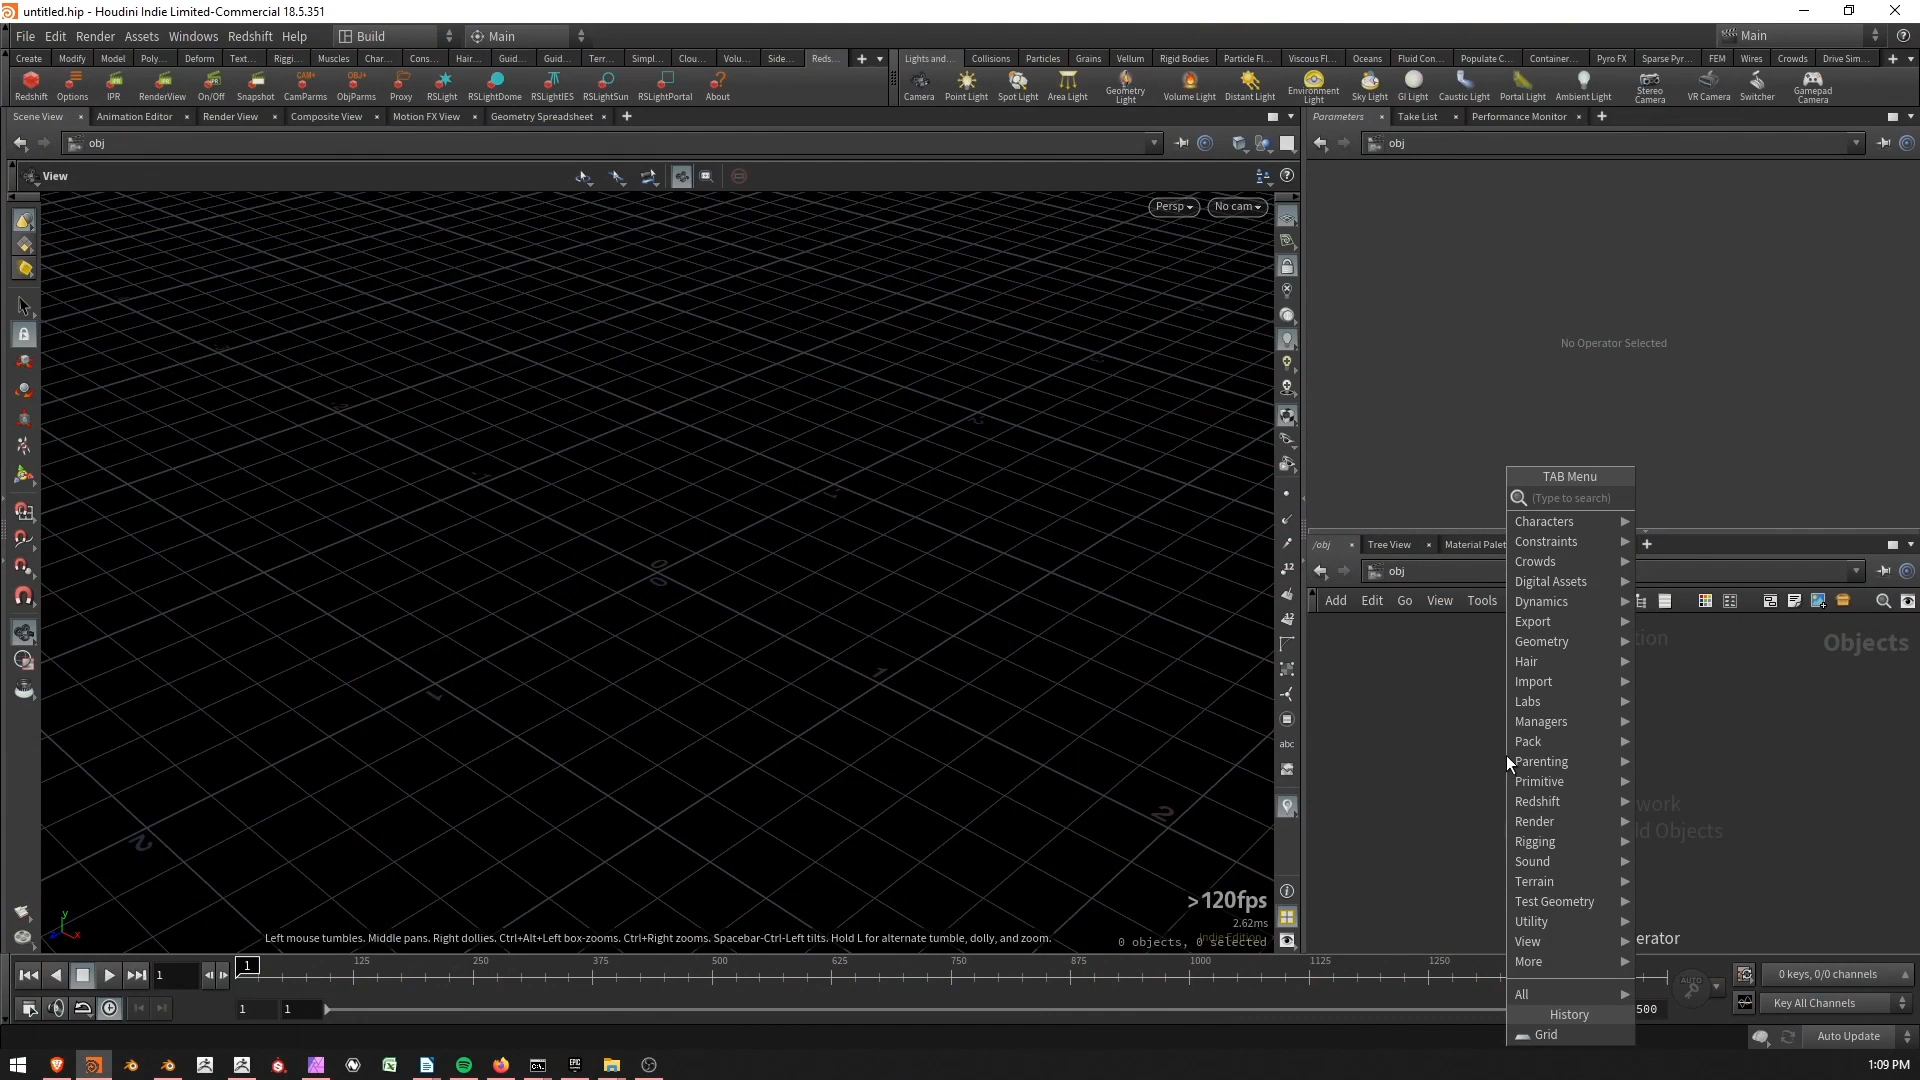 untitled.hip - Houdini Indie Limited-Commercial 18.5.351
File Edit Render Assets Windows Redshift Help Build Main Main
Create Modify Model Poly... Deform Text... Riggi... Muscles Char... Cons... Hair... Guid... Guid... Terr... Simpl... Clou... Volu... Side... Reds...
Lights and... Collisions Particles Grains Vellum Rigid Bodies Particle Fl... Viscous Fl... Oceans Fluid Con... Populate C... Container... Pyro FX Sparse Pyr... FEM Wires Crowds Drive Sim...
Redshift Options IPR RenderView On/Off Snapshot CamParms ObjParms Proxy RSLight RSLightDome RSLightIES RSLightSun RSLightPortal About
Camera Point Light Spot Light Area Light Geometry Light Volume Light Distant Light Environment Light Sky Light GI Light Caustic Light Portal Light Ambient Light Stereo Camera VR Camera Switcher Gamepad Camera
Scene View Animation Editor Render View Composite View Motion FX View Geometry Spreadsheet
Parameters Take List Performance Monitor
obj
obj
View
Persp No cam
No Operator Selected
/obj Tree View Material Palet
obj
Add Edit Go View Tools
Objects
TAB Menu
(Type to search)
Characters
Constraints
Crowds
Digital Assets
Dynamics
Export
Geometry
Hair
Import
Labs
Managers
Pack
Parenting
Primitive
Redshift
Render
Rigging
Sound
Terrain
Test Geometry
Utility
View
More
All
History
Grid
work
d Objects
erator
>120fps
2.62ms
Indie Edition
Left mouse tumbles. Middle pans. Right dollies. Ctrl+Alt+Left box-zooms. Ctrl+Right zooms. Spacebar-Ctrl-Left tilts. Hold L for alternate tumble, dolly, and zoom.
0 objects, 0 selected
1 1 125 250 375 500 625 750 875 1000 1125 1250
0 keys, 0/0 channels
1 1 500
Key All Channels
Auto Update
1:09 PM